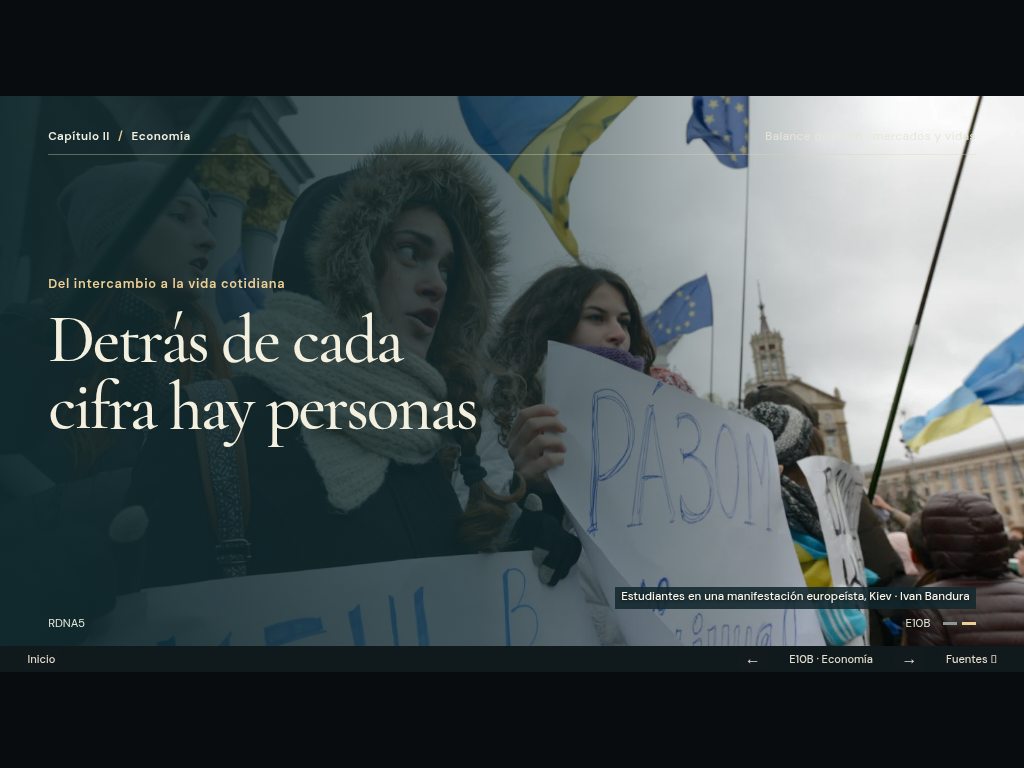 Capítulo II / Economía
Balance mercados y vidas
Del intercambio a la vida cotidiana
Detrás de cada
cifra hay personas
РАЗОМ
В
Estudiantes en una manifestación europeísta, Kiev · Ivan Bandura
RDNA5
E10B
Inicio
← E10B · Economía → Fuentes